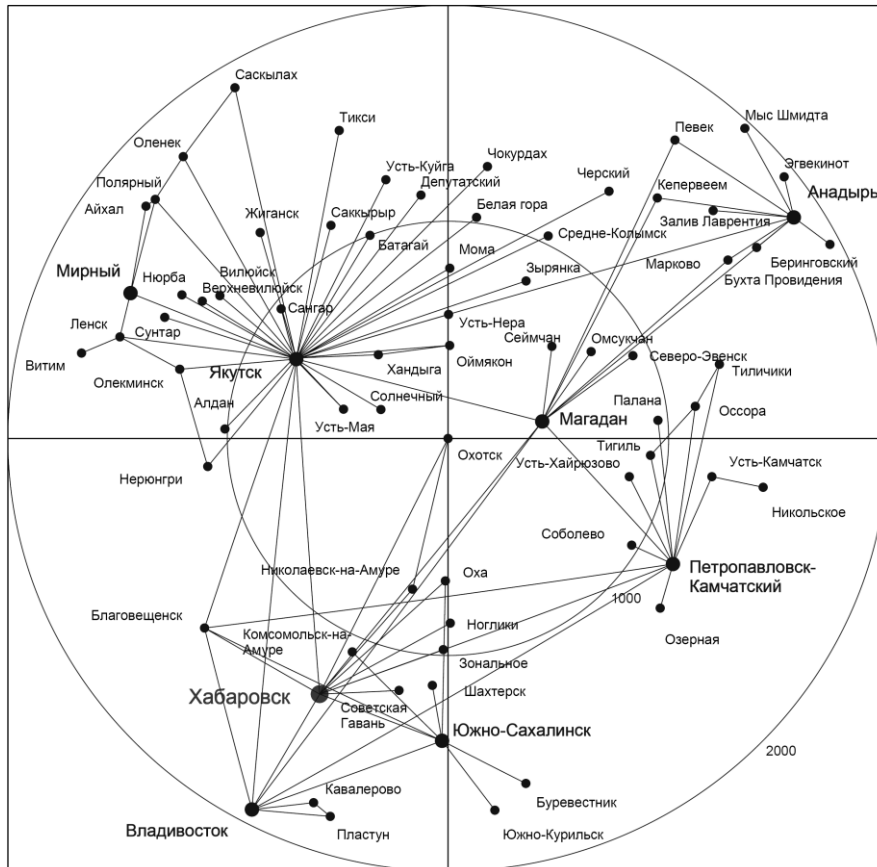 Саскылах
Тикси
Мыс Шмидта
Певек
Оленек
Чокурдах
Усть-Куйга
Эгвекинот
Полярный
Депутатский
Черский
Кепервеем
Анадырь
Айхал
Жиганск
Саккырыр
Белая гора
Залив Лаврентия
Батагай
Средне-Колымск
Мома
Марково
Беринговский
Мирный
Нюрба
Вилюйск
Зырянка
Бухта Провидения
Верхневилюйск
Сангар
Ленск
Сунтар
Усть-Нера
Сеймчан
Омсукчан
Витим
Якутск
Хандыга
Оймякон
Северо-Эвенск
Олекминск
Тиличики
Солнечный
Палана
Алдан
Усть-Мая
Магадан
Оссора
Тигиль
Охотск
Усть-Хайрюзово
Усть-Камчатск
Нерюнгри
Никольское
Соболево
Николаевск-на-Амуре
Оха
Петропавловск-
Камчатский
1000
Благовещенск
Ноглики
Комсомольск-на-
Амуре
Озерная
Зональное
Хабаровск
Шахтерск
Советская
Гавань
Южно-Сахалинск
2000
Кавалерово
Буревестник
Владивосток
Пластун
Южно-Курильск